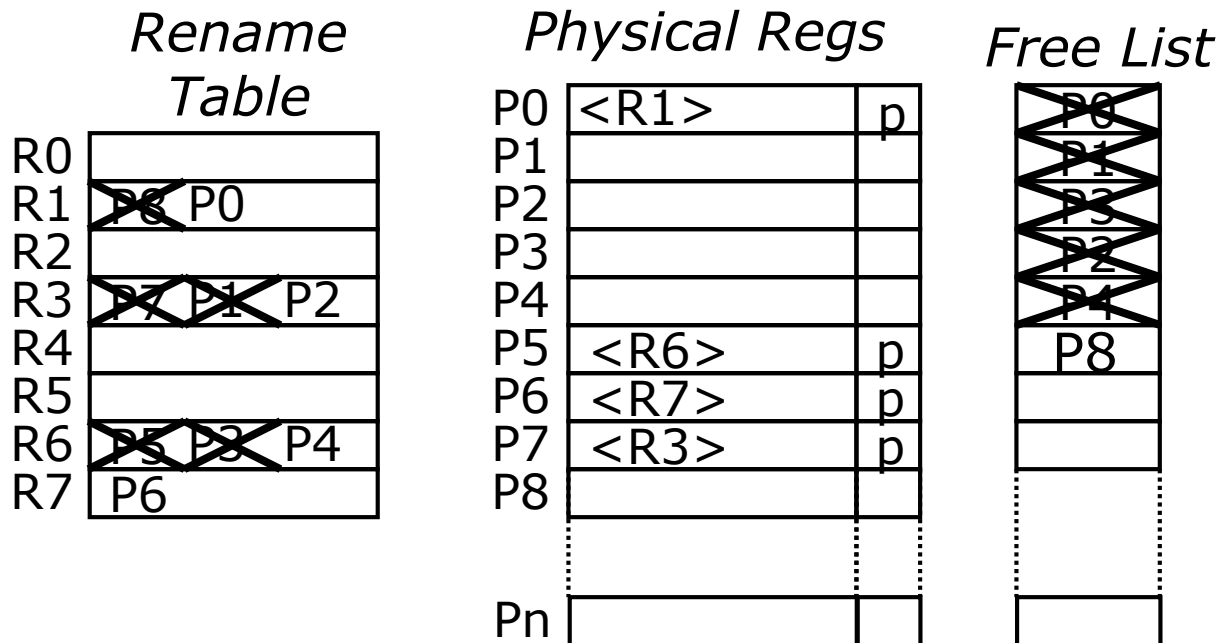 Rename
Table
R0
R1 P8 P0
R2
R3 P7 P1 P2
R4
R5
R6 P5 P3 P4
R7 P6
Physical Regs
P0 <R1> p
P1
P2
P3
P4
P5 <R6> p
P6 <R7> p
P7 <R3> p
P8
Pn
Free List
P0
P1
P3
P2
P4
P8